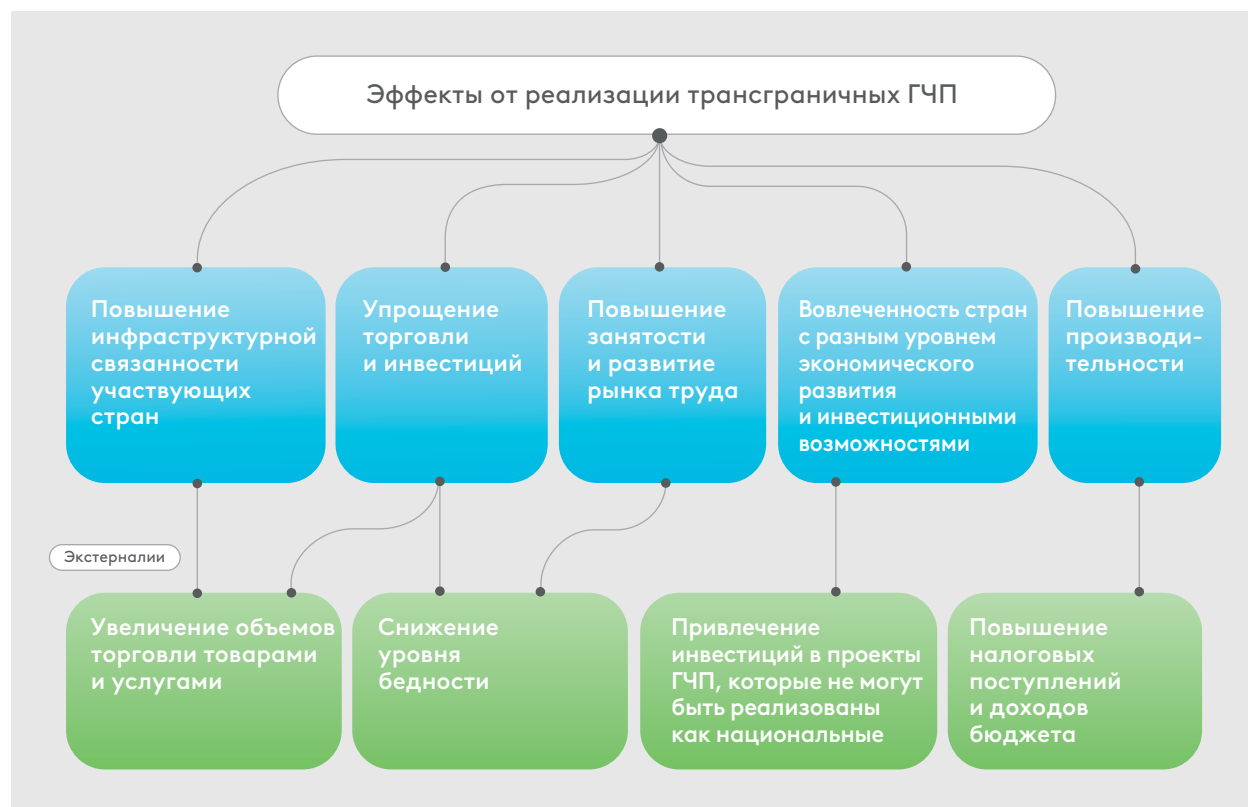 Эффекты от реализации трансграничных ГЧП
Повышение
инфраструктурной
связанности
участвующих
стран
Упрощение
торговли
и инвестиций
Повышение
занятости
и развитие
рынка труда
Вовлеченность стран
с разным уровнем
экономического
развития
и инвестиционными
возможностями
Повышение
производи-
тельности
Экстерналии
Увеличение объемов
торговли товарами
и услугами
Снижение
уровня
бедности
Привлечение
инвестиций в проекты
ГЧП, которые не могут
быть реализованы
как национальные
Повышение
налоговых
поступлений
и доходов
бюджета